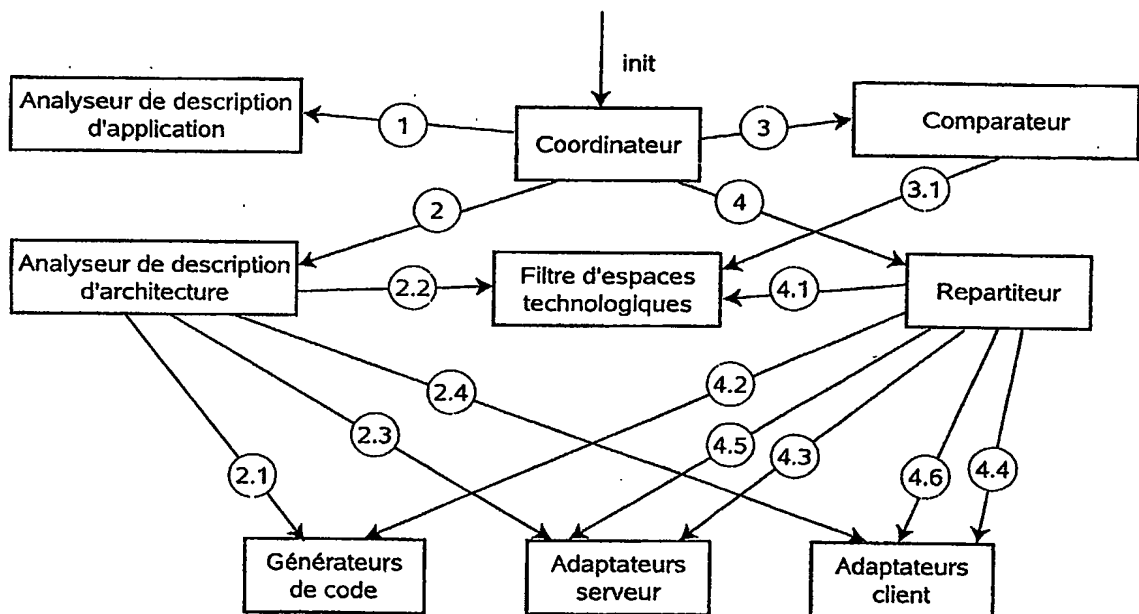 init
Analyseur de description
d'application
1
Coordinateur
3
Comparateur
2
4
3.1
Analyseur de description
d'architecture
2.2
Filtre d'espaces
technologiques
4.1
Repartiteur
2.4
4.2
2.3
4.5
4.3
2.1
4.6
4.4
Générateurs
de code
Adaptateurs
serveur
Adaptateurs
client